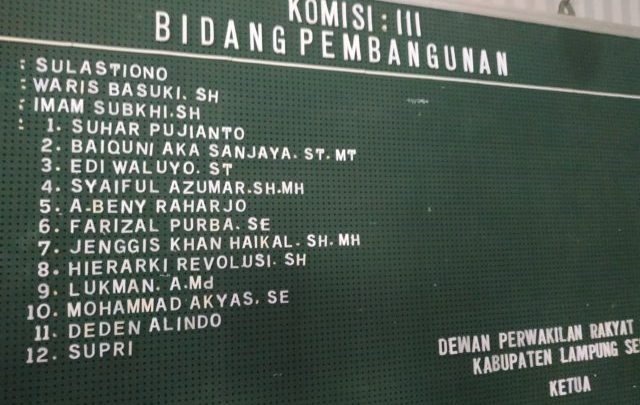 KOMISI : III
BIDANG PEMBANGUNAN
: SULASTIONO
: WARIS BASUKI. SH
: IMAM SUBKHI.SH
: 1. SUHAR PUJIANTO
2. BAIQUNI AKA SANJAYA. ST. MT
3. EDI WALUYO. ST
4. SYAIFUL AZUMAR.SH.MH
5. A.BENY RAHARJO
6. FARIZAL PURBA. SE
7. JENGGIS KHAN HAIKAL. SH. MH
8. HIERARKI REVOLUSI. SH
9. LUKMAN. A.Md
10. MOHAMMAD AKYAS. SE
11. DEDEN ALINDO
12. SUPRI
DEWAN PERWAKILAN RAKYAT
KABUPATEN LAMPUNG SE
KETUA